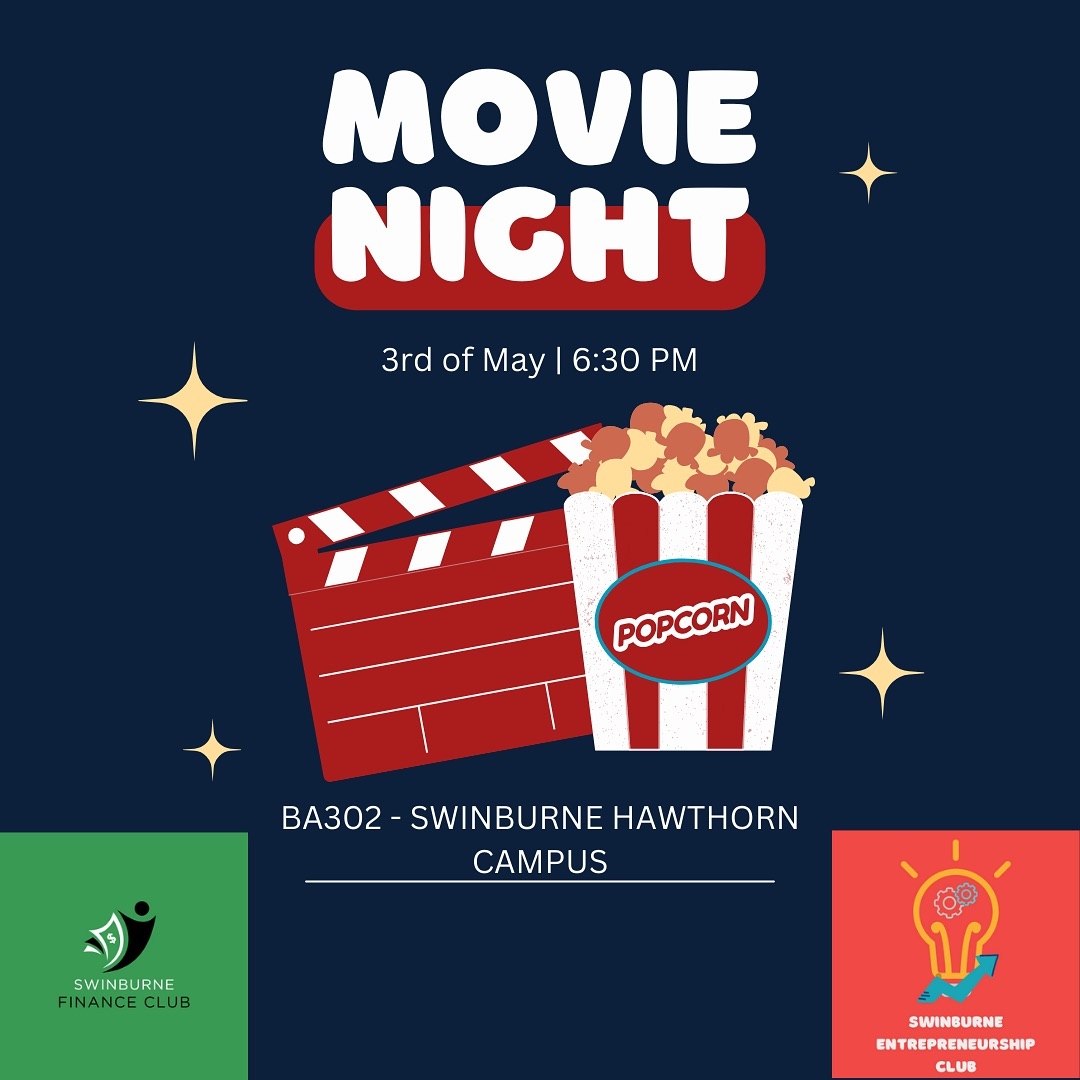 MOVIE
NIGHT
3rd of May | 6:30 PM
POPCORN
BA302 - SWINBURNE HAWTHORN
CAMPUS
$
SWINBURNE
FINANCE CLUB
SWINBURNE
ENTREPRENEURSHIP
CLUB